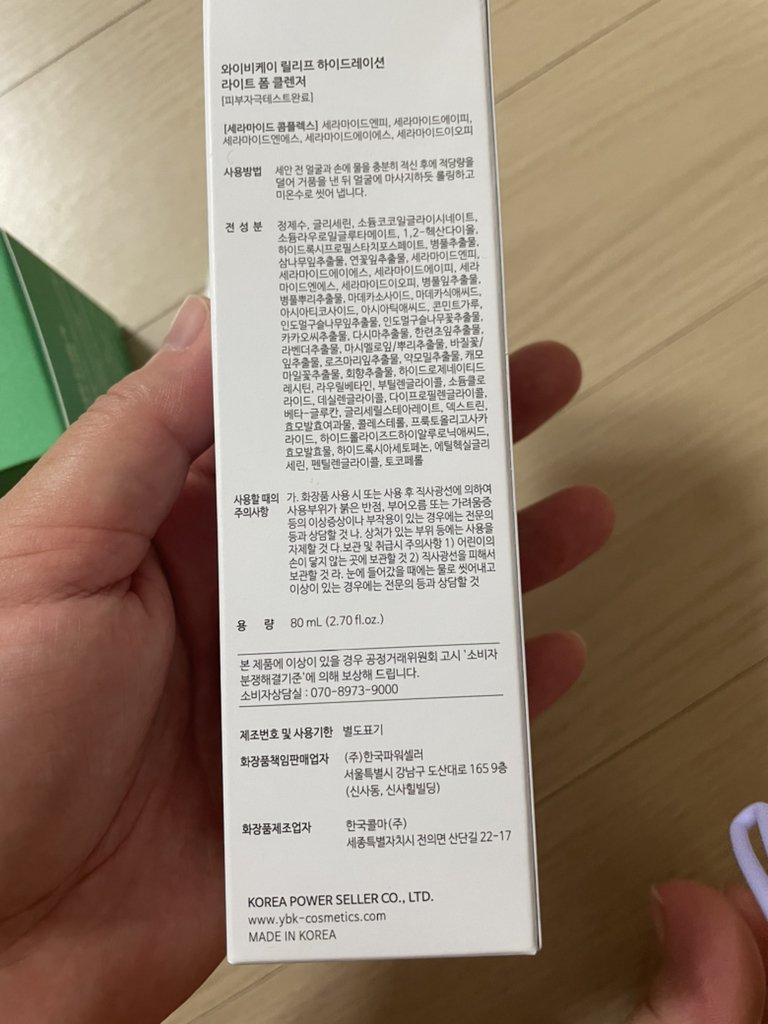 와이비케이 릴리프 하이드레이션
라이트 폼 클렌저
[피부자극테스트완료]
[세라마이드 콤플렉스] 세라마이드엔피, 세라마이드에이피,
세라마이드엔에스, 세라마이드에이에스, 세라마이드이오피
사용방법 세안 전 얼굴과 손에 물을 충분히 적신 후에 적당량을
덜어 거품을 낸 뒤 얼굴에 마사지하듯 롤링하고
미온수로 씻어 냅니다.
전 성 분 정제수, 글리세린, 소듐코코일글라이시네이트,
소듐라우로일글루타메이트, 1,2-헥산다이올,
하이드록시프로필스타치포스페이트, 병풀추출물,
삼나무잎추출물, 연꽃잎추출물, 세라마이드엔피,
세라마이드에이에스, 세라마이드에이피, 세라
마이드엔에스, 세라마이드이오피, 병풀잎추출물,
병풀뿌리추출물, 마데카소사이드, 마데카식애씨드,
아시아티코사이드, 아시아틱애씨드, 콘민트가루,
인도멀구슬나무잎추출물, 인도멀구슬나무꽃추출물,
카카오씨추출물, 다시마추출물, 한련초잎추출물,
라벤더추출물, 마시멜로잎/뿌리추출물, 바질꽃/
잎추출물, 로즈마리잎추출물, 약모밀추출물, 캐모
마일꽃추출물, 회향추출물, 하이드로제네이티드
레시틴, 라우릴베타인, 부틸렌글라이콜, 소듐클로
라이드, 데실렌글라이콜, 다이프로필렌글라이콜,
베타-글루칸, 글리세릴스테아레이트, 덱스트린,
효모발효여과물, 콜레스테롤, 프룩토올리고사카
라이드, 하이드롤라이즈드하이알루로닉애씨드,
효모발효물, 하이드록시아세토페논, 에틸헥실글리
세린, 펜틸렌글라이콜, 토코페롤
사용할 때의 가. 화장품 사용 시 또는 사용 후 직사광선에 의하여
주의사항 사용부위가 붉은 반점, 부어오름 또는 가려움증
등의 이상증상이나 부작용이 있는 경우에는 전문의
등과 상담할 것 나. 상처가 있는 부위 등에는 사용을
자제할 것 다.보관 및 취급시 주의사항 1) 어린이의
손이 닿지 않는 곳에 보관할 것 2) 직사광선을 피해서
보관할 것 라. 눈에 들어갔을 때에는 물로 씻어내고
이상이 있는 경우에는 전문의 등과 상담할 것
용 량 80 mL (2.70 fl.oz.)
본 제품에 이상이 있을 경우 공정거래위원회 고시 '소비자
분쟁해결기준'에 의해 보상해 드립니다.
소비자상담실 : 070-8973-9000
제조번호 및 사용기한 별도표기
화장품책임판매업자 (주)한국파워셀러
서울특별시 강남구 도산대로 165 9층
(신사동, 신사힐빌딩)
화장품제조업자 한국콜마(주)
세종특별자치시 전의면 산단길 22-17
KOREA POWER SELLER CO., LTD.
www.ybk-cosmetics.com
MADE IN KOREA